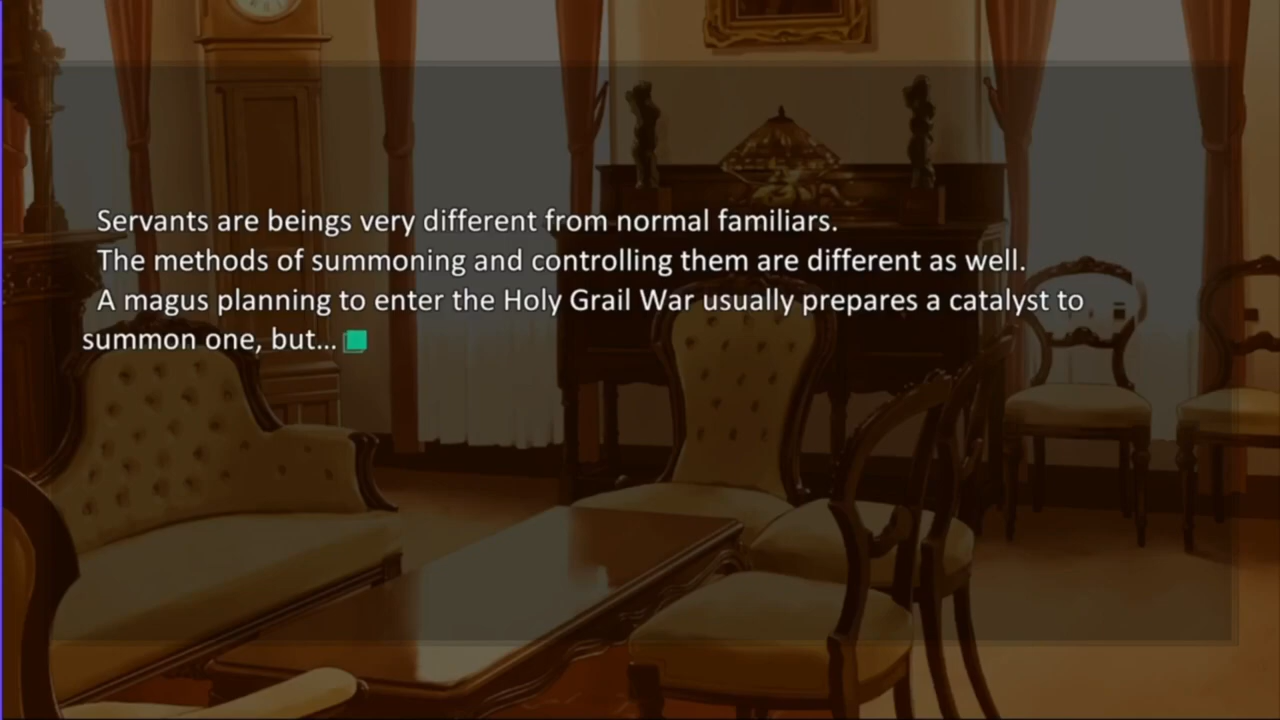 Servants are beings very different from normal familiars.
The methods of summoning and controlling them are different as well.
A magus planning to enter the Holy Grail War usually prepares a catalyst to
summon one, but...